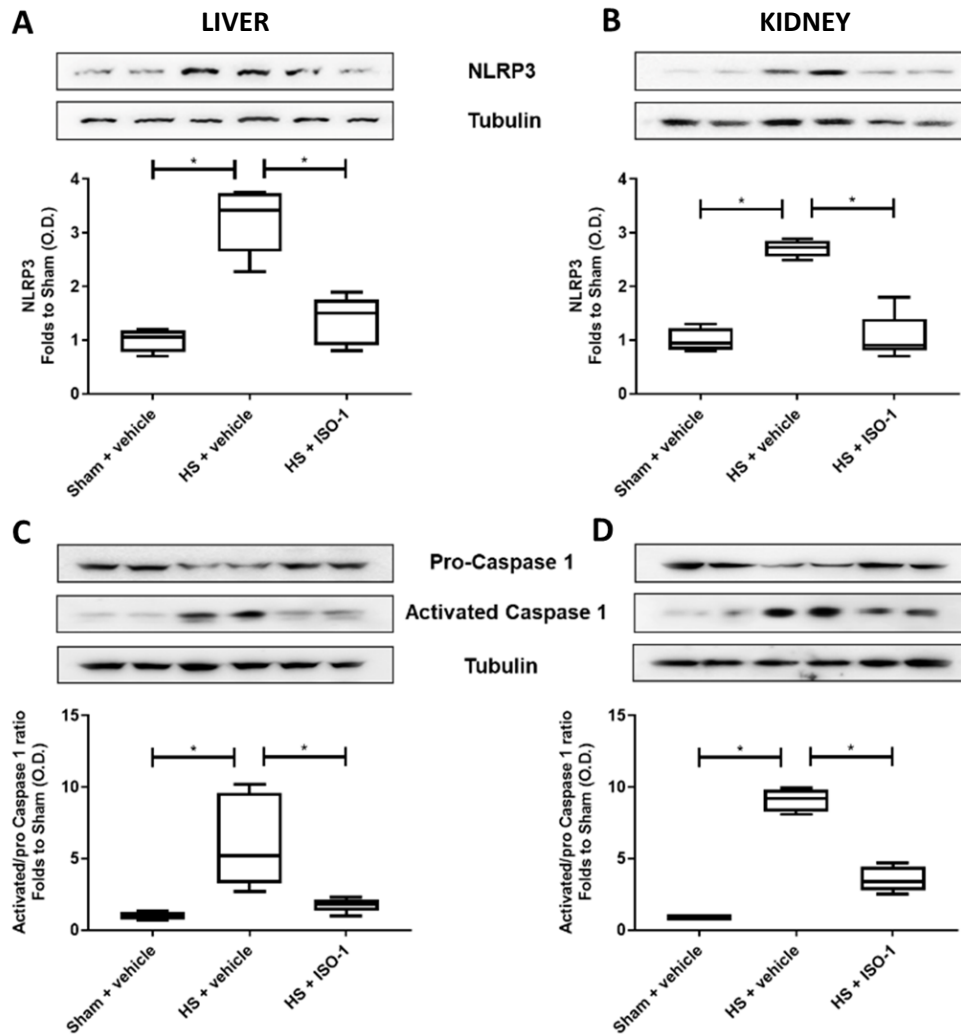 A LIVER
B KIDNEY
NLRP3
Tubulin
* *
4
3
2
1
0
NLRP3
Folds to Sham (O.D.)
Sham + vehicle
HS + vehicle
HS + ISO-1
* *
4
3
2
1
0
NLRP3
Folds to Sham (O.D.)
Sham + vehicle
HS + vehicle
HS + ISO-1
C
D
Pro-Caspase 1
Activated Caspase 1
Tubulin
* *
15
10
5
0
Activated/pro Caspase 1 ratio
Folds to Sham (O.D.)
Sham + vehicle
HS + vehicle
HS + ISO-1
* *
15
10
5
0
Activated/pro Caspase 1 ratio
Folds to Sham (O.D.)
Sham + vehicle
HS + vehicle
HS + ISO-1